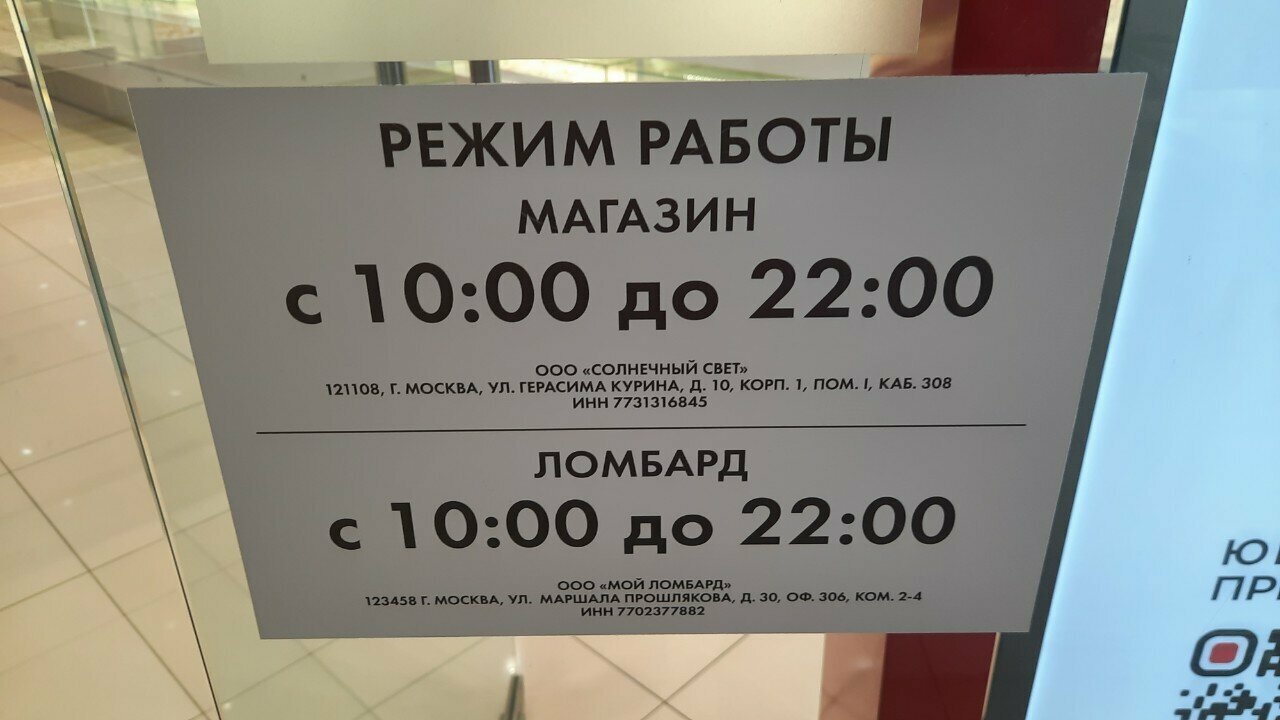 РЕЖИМ РАБОТЫ
МАГАЗИН
с 10:00 до 22:00
ООО «СОЛНЕЧНЫЙ СВЕТ»
121108, Г. МОСКВА, УЛ. ГЕРАСИМА КУРИНА, Д. 10, КОРП. 1, ПОМ. I, КАБ. 308
ИНН 7731316845
ЛОМБАРД
с 10:00 до 22:00
ООО «МОЙ ЛОМБАРД»
123458 Г. МОСКВА, УЛ. МАРШАЛА ПРОШЛЯКОВА, Д. 30, ОФ. 306, КОМ. 2-4
ИНН 7702377882